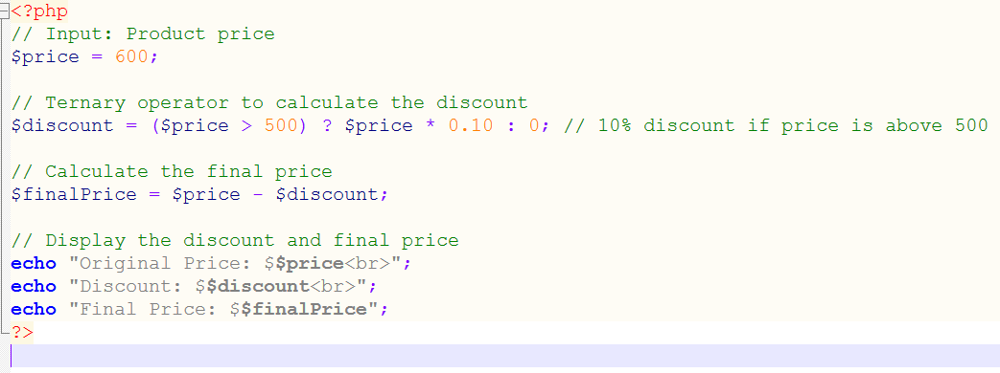 <?php
// Input: Product price
$price = 600;
// Ternary operator to calculate the discount
$discount = ($price > 500) ? $price * 0.10 : 0; // 10% discount if price is above 500
// Calculate the final price
$finalPrice = $price - $discount;
// Display the discount and final price
echo "Original Price: $$price<br>";
echo "Discount: $$discount<br>";
echo "Final Price: $$finalPrice";
?>